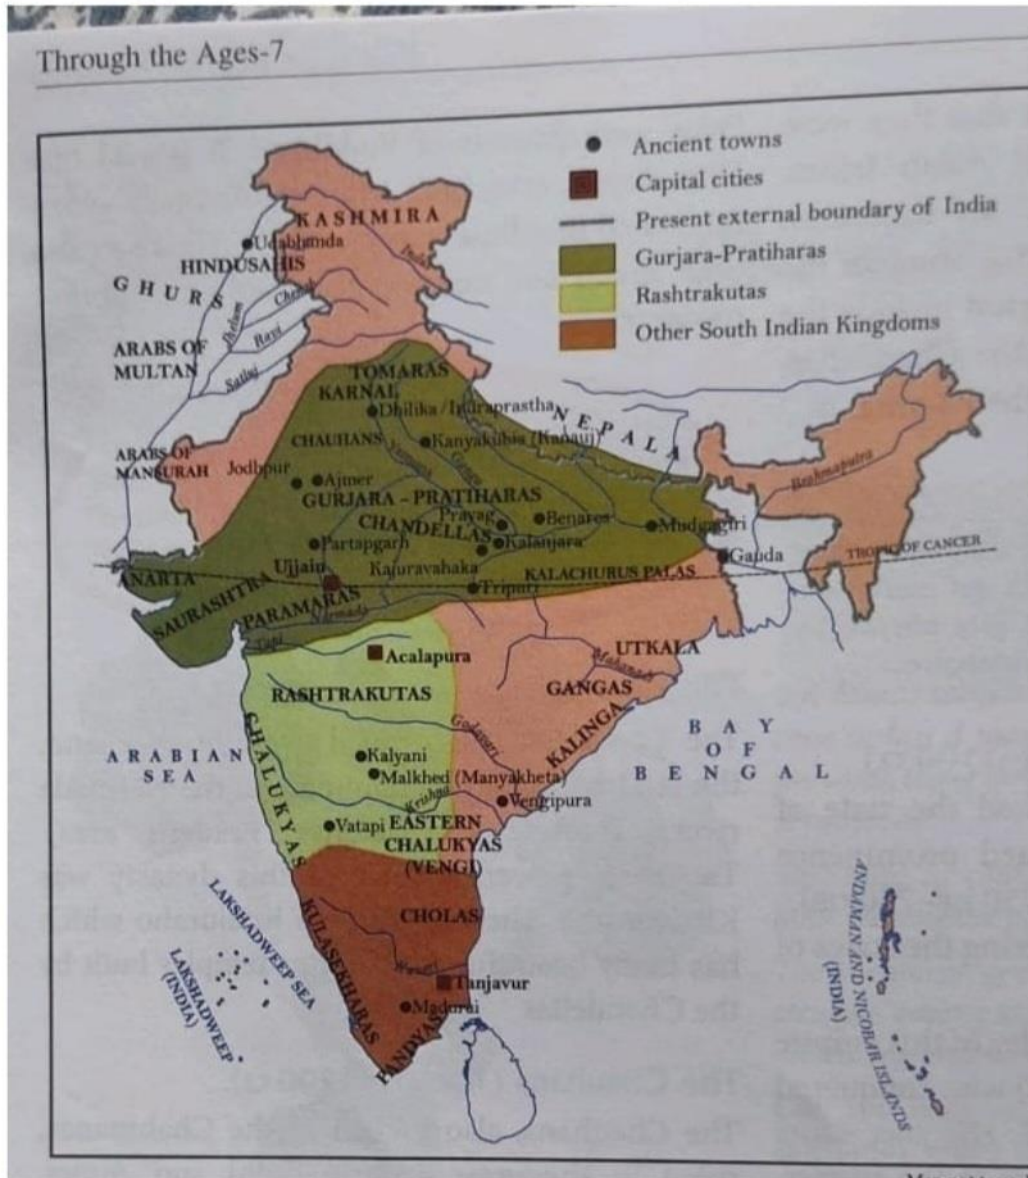 Through the Ages-7
Ancient towns
Capital cities
Present external boundary of India
Gurjara-Pratiharas
Rashtrakutas
Other South Indian Kingdoms
KASHMIRA
Udabhanda
HINDUSAHIS
GHURS
Indus
Chenab
Jhelum
Ravi
Satluj
ARABS OF
MULTAN
TOMARAS
KARNAL
Dhilika / Indraprastha
NEPALA
CHAUHANS
Kanyakubja (Kanauj)
Yamuna
Ganga
ARABS OF
MANSURAH
Jodhpur
Ajmer
Brahmaputra
GURJARA - PRATIHARAS
Prayag
Benares
Mudgagiri
CHANDELLAS
Kalanjara
Partapgarh
Gauda
TROPIC OF CANCER
Ujjain
Kajuravahaka
KALACHURUS PALAS
ANARTA
SAURASHTRA
PARAMARAS
Tripuri
Narmada
Tapi
Acalapura
UTKALA
Mahanadi
RASHTRAKUTAS
GANGAS
KALINGA
Godavari
CHALUKYAS
ARABIAN
SEA
BAY
OF
BENGAL
Kalyani
Malkhed (Manyakheta)
Krishna
Vengipura
Vatapi
EASTERN
CHALUKYAS
(VENGI)
CHOLAS
KULASEKHARAS
LAKSHADWEEP SEA
LAKSHADWEEP
(INDIA)
Tanjavur
Madurai
PANDYAS
ANDAMAN AND NICOBAR ISLANDS
(INDIA)